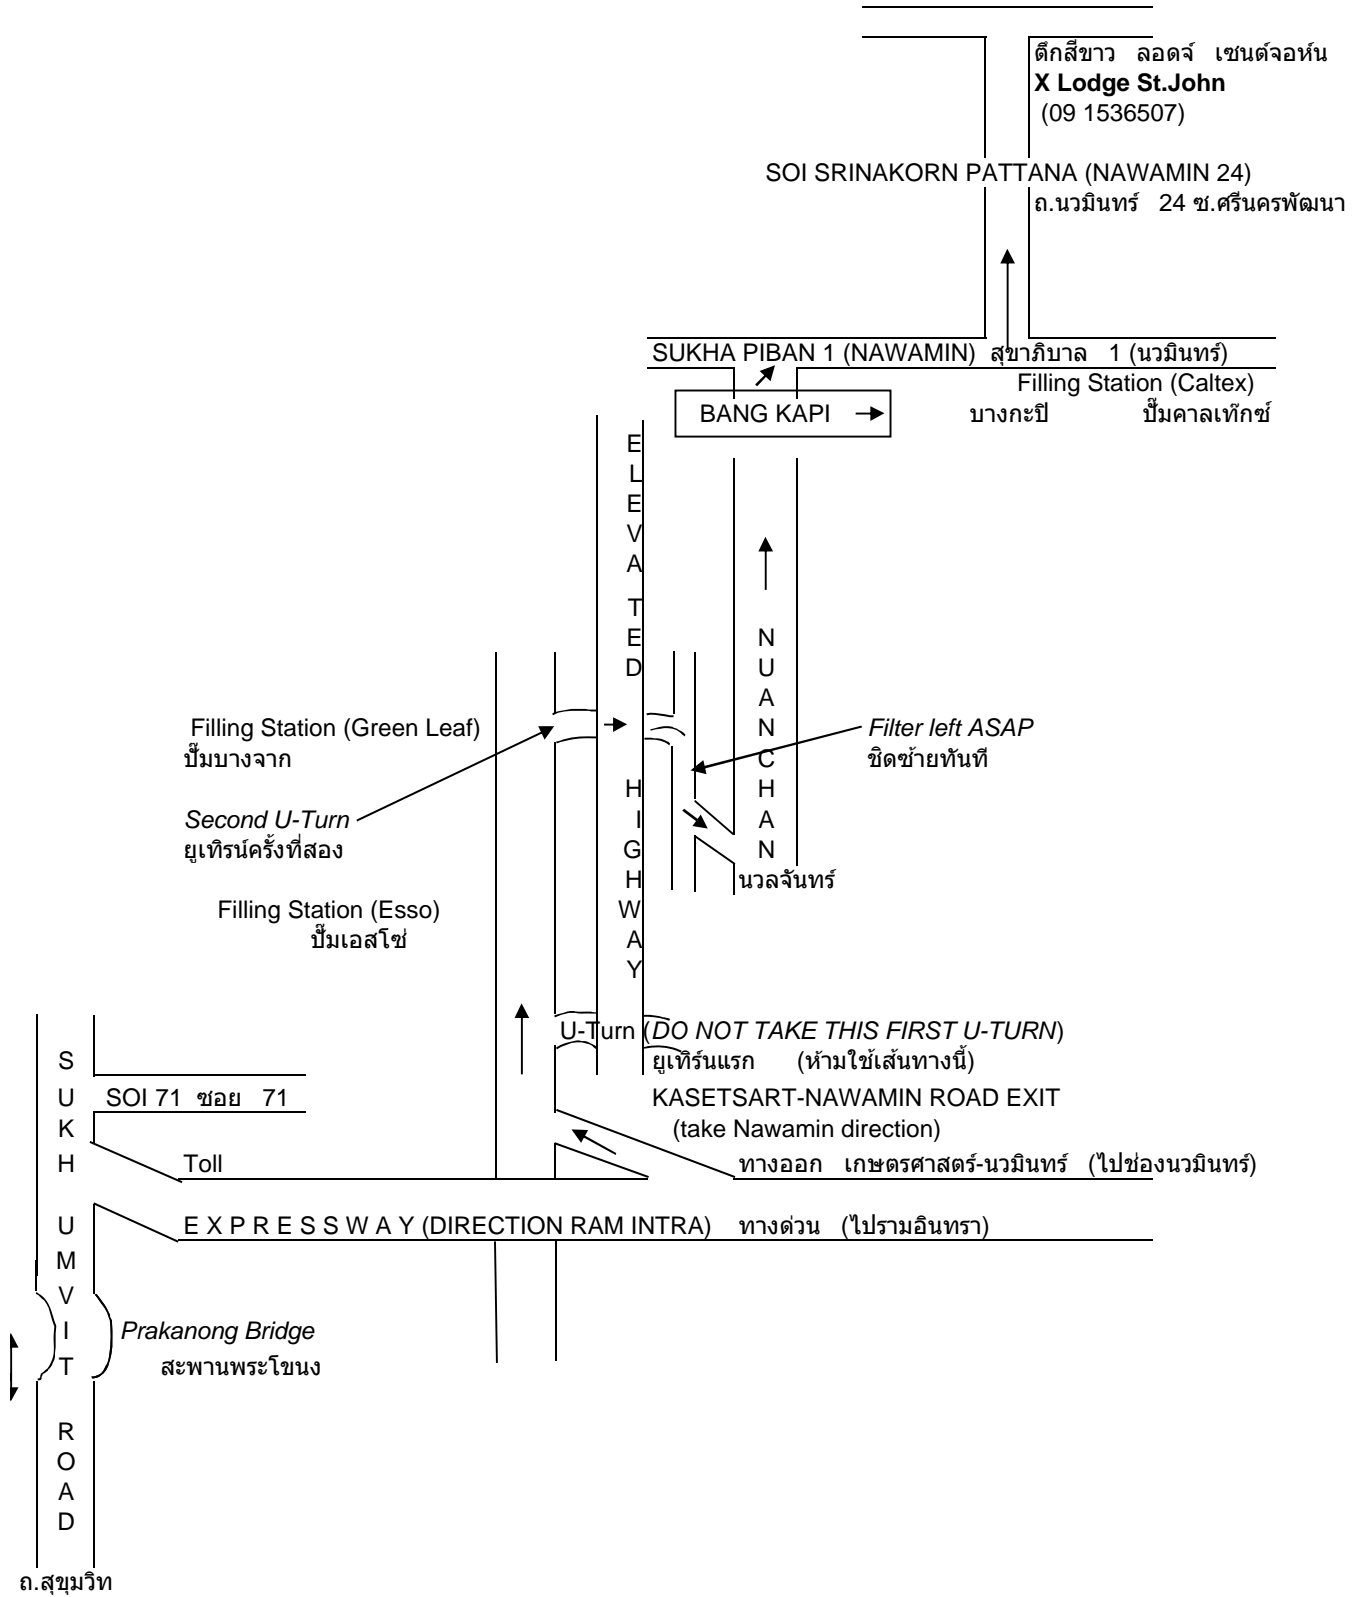 ตึกสีขาว ลอดจ์ เซนต์จอห์น
X Lodge St.John
(09 1536507)
SOI SRINAKORN PATTANA (NAWAMIN 24)
ถ.นวมินทร์ 24 ซ.ศรีนครพัฒนา
SUKHA PIBAN 1 (NAWAMIN) สุขาภิบาล 1 (นวมินทร์)
Filling Station (Caltex)
BANG KAPI
บางกะปิ ปั๊มคาลเท๊กซ์
ELEVATED HIGHWAY
NUANCHAN
นวลจันทร์
Filling Station (Green Leaf)
ปั๊มบางจาก
Filter left ASAP
ชิดซ้ายทันที
Second U-Turn
ยูเทิรน์ครั้งที่สอง
Filling Station (Esso)
ปั๊มเอสโซ่
U-Turn (DO NOT TAKE THIS FIRST U-TURN)
ยูเทิร์นแรก (ห้ามใช้เส้นทางนี้)
SOI 71 ซอย 71
KASETSART-NAWAMIN ROAD EXIT
(take Nawamin direction)
Toll
ทางออก เกษตรศาสตร์-นวมินทร์ (ไปช่องนวมินทร์)
E X P R E S S W A Y (DIRECTION RAM INTRA) ทางด่วน (ไปรามอินทรา)
Prakanong Bridge
สะพานพระโขนง
SUKH UMVIT ROAD
ถ.สุขุมวิท